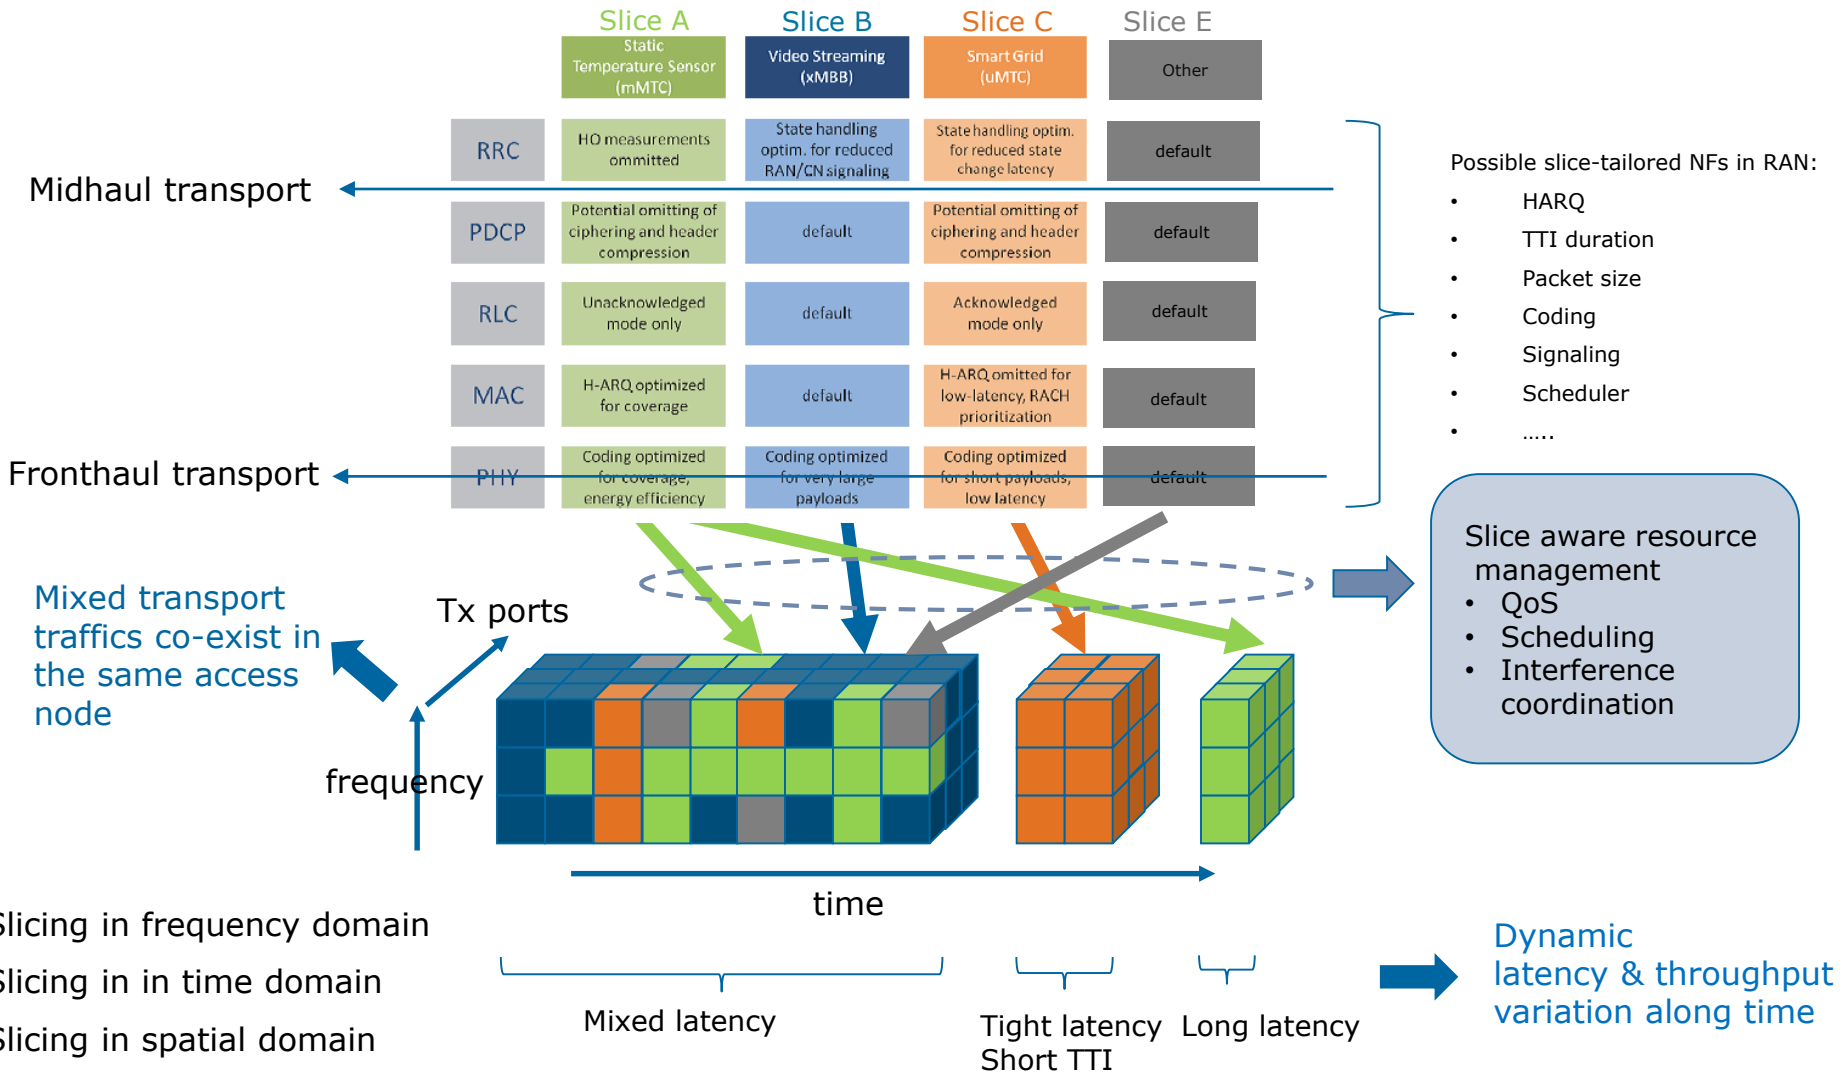 Slice A
Slice B
Slice C
Slice E
Static
Temperature Sensor
(mMTC)
Video Streaming
(xMBB)
Smart Grid
(uMTC)
Other
RRC
HO measurements
ommitted
State handling
optim. for reduced
RAN/CN signaling
State handling optim.
for reduced state
change latency
default
Midhaul transport
PDCP
Potential omitting of
ciphering and header
compression
default
Potential omitting of
ciphering and header
compression
default
RLC
Unacknowledged
mode only
default
Acknowledged
mode only
default
MAC
H-ARQ optimized
for coverage
default
H-ARQ omitted for
low-latency, RACH
prioritization
default
Fronthaul transport
PHY
Coding optimized
for coverage,
energy efficiency
Coding optimized
for very large
payloads
Coding optimized
for short payloads,
low latency
default
Possible slice-tailored NFs in RAN:
• HARQ
• TTI duration
• Packet size
• Coding
• Signaling
• Scheduler
• …..
Slice aware resource
management
• QoS
• Scheduling
• Interference
coordination
Mixed transport
traffics co-exist in
the same access
node
Tx ports
frequency
time
Slicing in frequency domain
Slicing in in time domain
Slicing in spatial domain
Mixed latency
Tight latency
Short TTI
Long latency
Dynamic
latency & throughput
variation along time